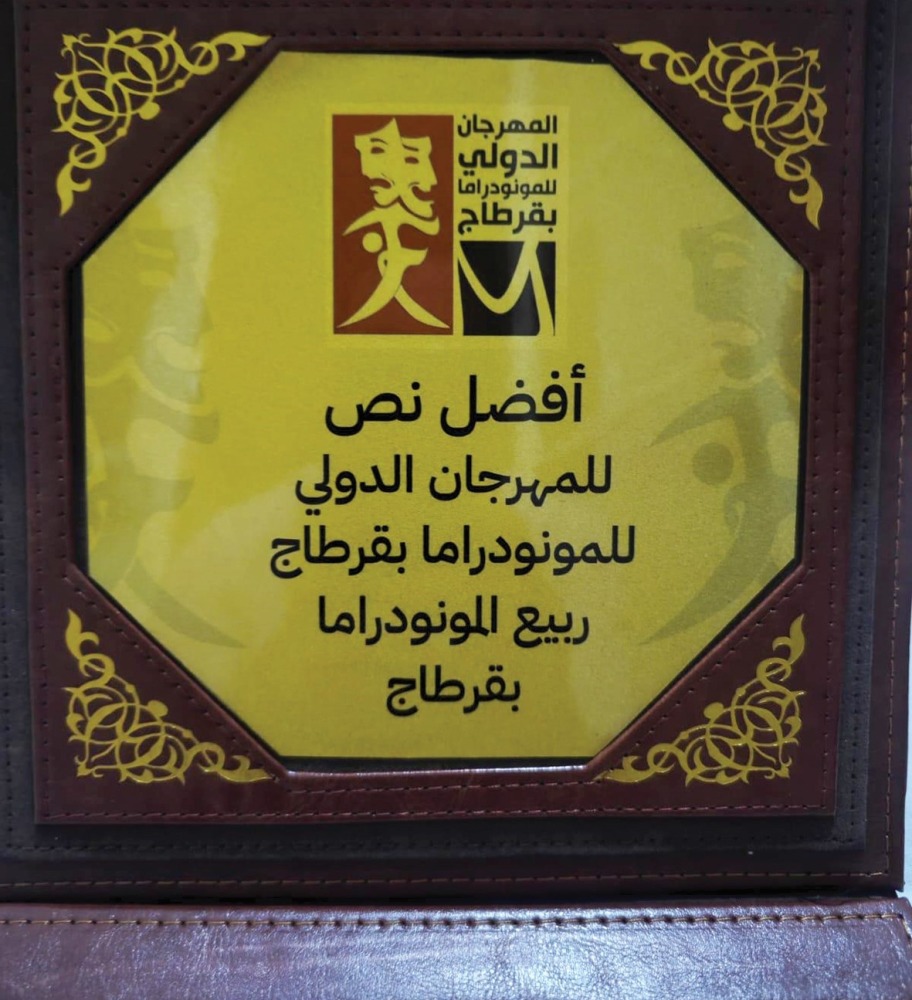 المهرجان
الدولي
للمونودراما
بقرطاج
أفضل نص
للمهرجان الدولي
للمونودراما بقرطاج
ربيع المونودراما
بقرطاج